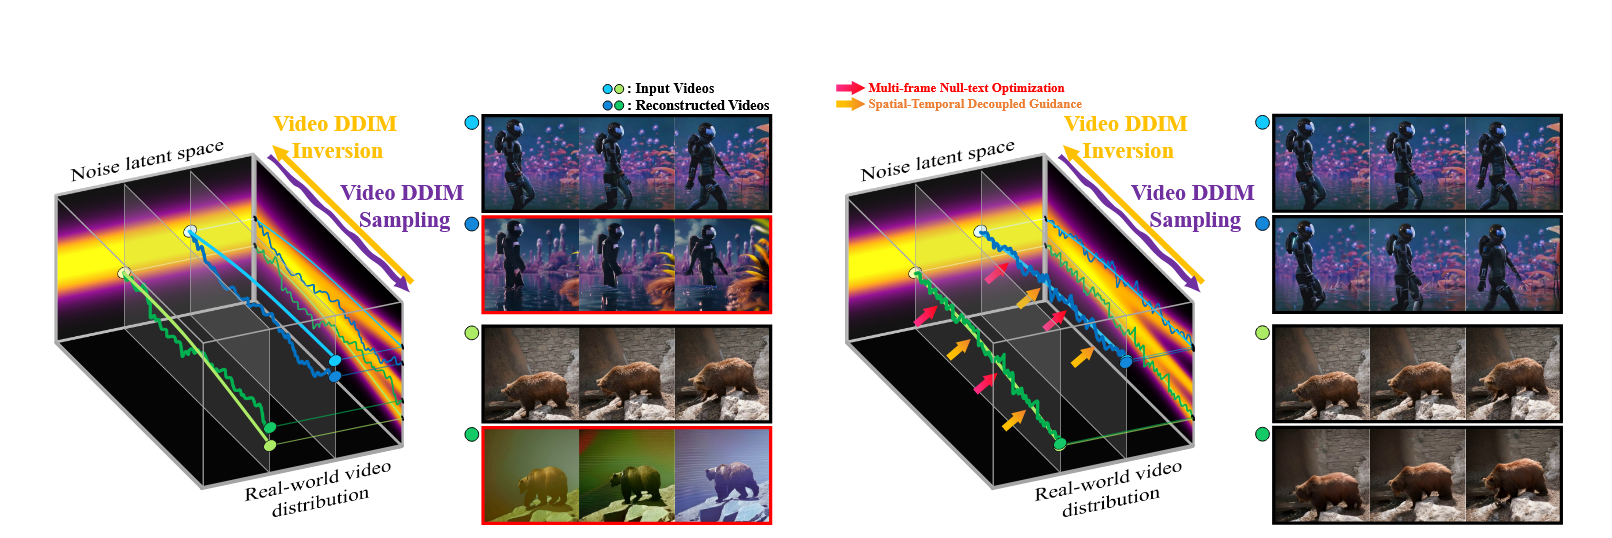 : Input Videos
: Reconstructed Videos
Video DDIM
Inversion
Noise latent space
Video DDIM
Sampling
Real-world video
distribution
Multi-frame Null-text Optimization
Spatial-Temporal Decoupled Guidance
Video DDIM
Inversion
Noise latent space
Video DDIM
Sampling
Real-world video
distribution